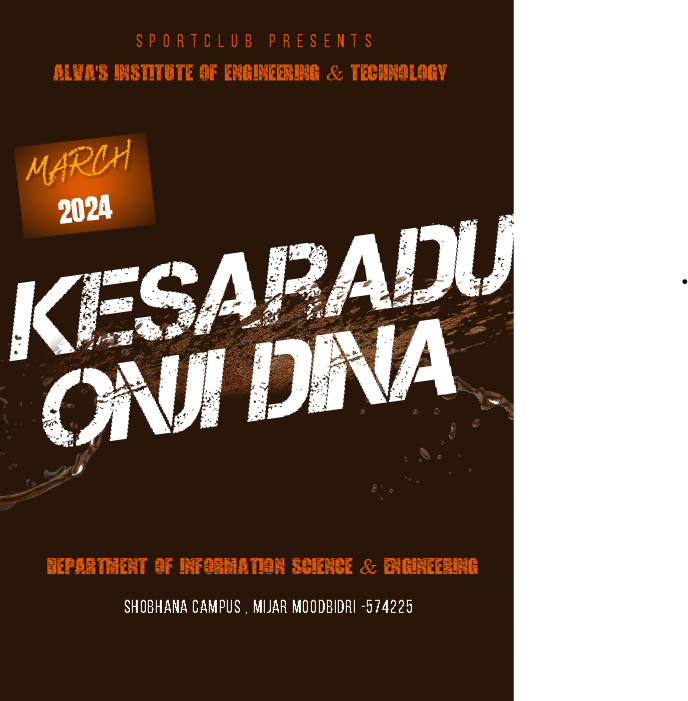 SPORTCLUB PRESENTS
ALVA'S INSTITUTE OF ENGINEERING & TECHNOLOGY
MARCH
2024
KESARADU
ONJI DINA
DEPARTMENT OF INFORMATION SCIENCE & ENGINEERING
SHOBHANA CAMPUS , MIJAR MOODBIDRI -574225